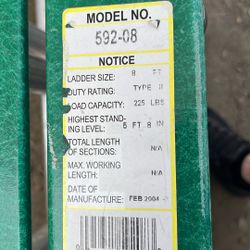 MODEL NO.
592-08
NOTICE
LADDER SIZE: 8 FT
DUTY RATING: TYPE II
LOAD CAPACITY: 225 LBS
HIGHEST STAND-
ING LEVEL: 5 FT 8 IN
TOTAL LENGTH
OF SECTIONS: N/A
MAX. WORKING
LENGTH: N/A
DATE OF
MANUFACTURE: FEB 2004